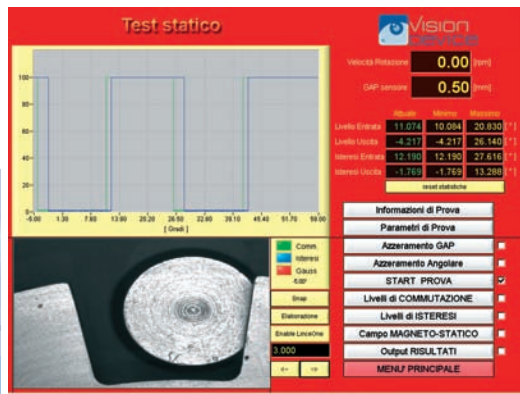 Test statico
Vision
DEVICE
Velocità Rotazione 0.00 [rpm]
GAP sensore 0.50 [mm]
Attuale Minimo Massimo
Livello Entrata 11.074 10.084 20.830 [°]
Livello Uscita -4.217 -4.217 26.140 [°]
Isteresi Entrata 12.190 12.190 27.616 [°]
Isteresi Uscita -1.769 -1.769 13.288 [°]
reset statistiche
100-
80-
60-
40-
20-
0-
-5.00 1.30 7.60 13.90 20.20 26.50 32.80 39.10 45.40 51.70 58.00
[ Gradi ]
Informazioni di Prova
Parametri di Prova
Azzeramento GAP
Azzeramento Angolare
START PROVA
Livelli di COMMUTAZIONE
Livelli di ISTERESI
Campo MAGNETO-STATICO
Output RISULTATI
MENU' PRINCIPALE
Comm.
Isteresi
Gauss
-5.00°
Snap
Elaborazione
Enable LinceOne
3.000
<- ->